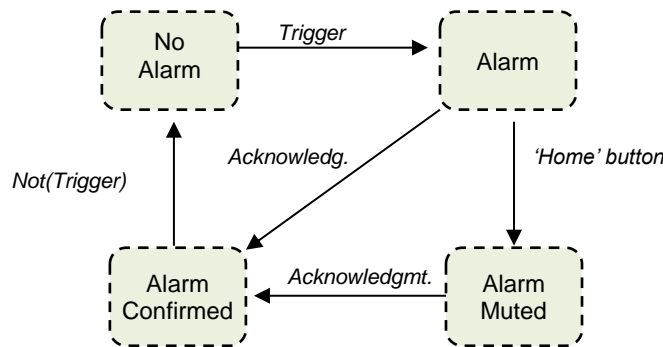 No
Alarm
Trigger
Alarm
Acknowledg.
Not(Trigger)
‘Home’ button
Alarm
Confirmed
Acknowledgmt.
Alarm
Muted